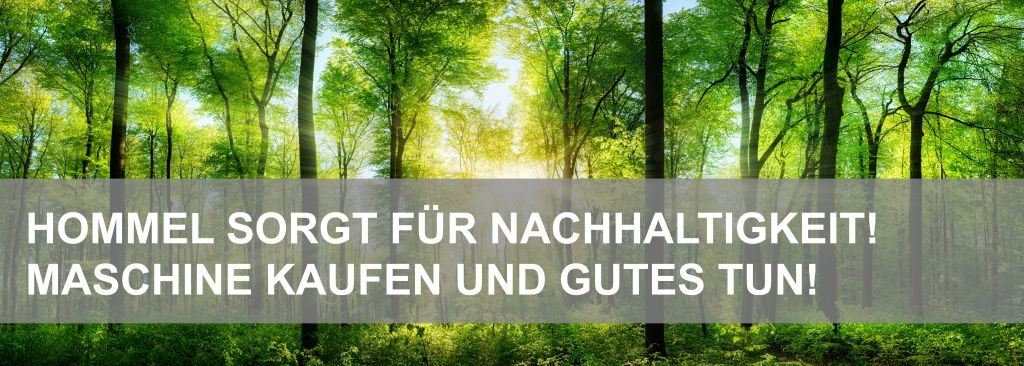 HOMMEL SORGT FÜR NACHHALTIGKEIT!
MASCHINE KAUFEN UND GUTES TUN!